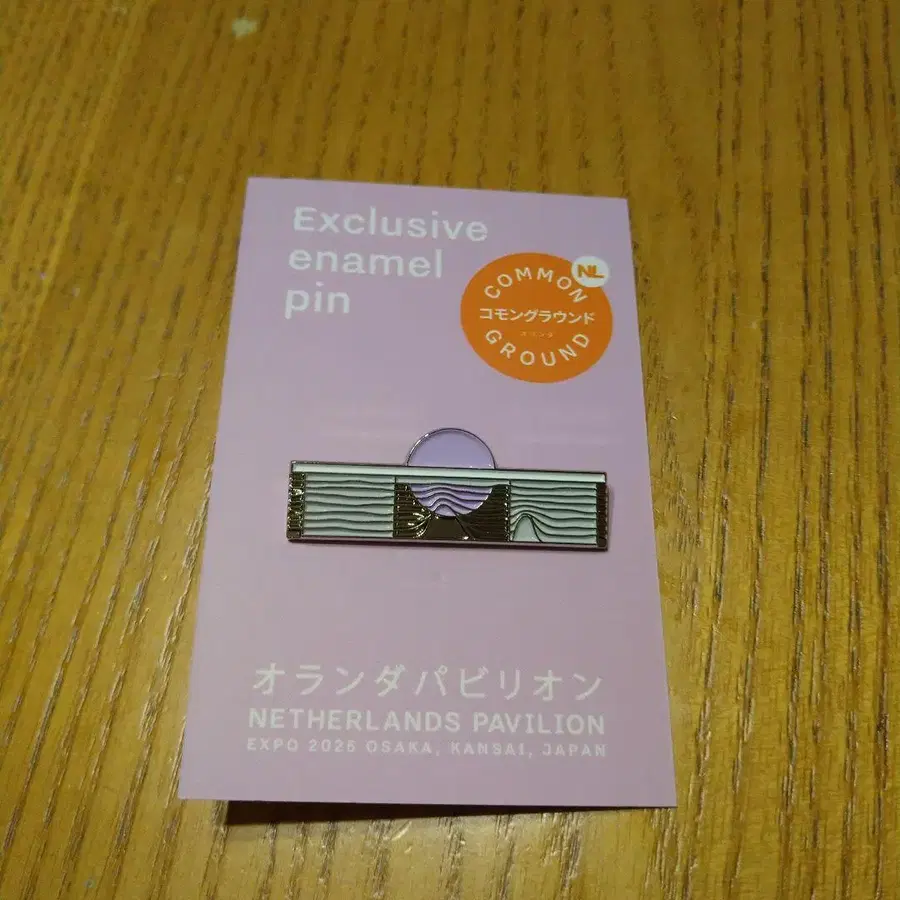 Exclusive
enamel
pin
NL
COMMON
コモングラウンド
GROUND
オランダパビリオン
NETHERLANDS PAVILION
EXPO 2025 OSAKA, KANSAI, JAPAN